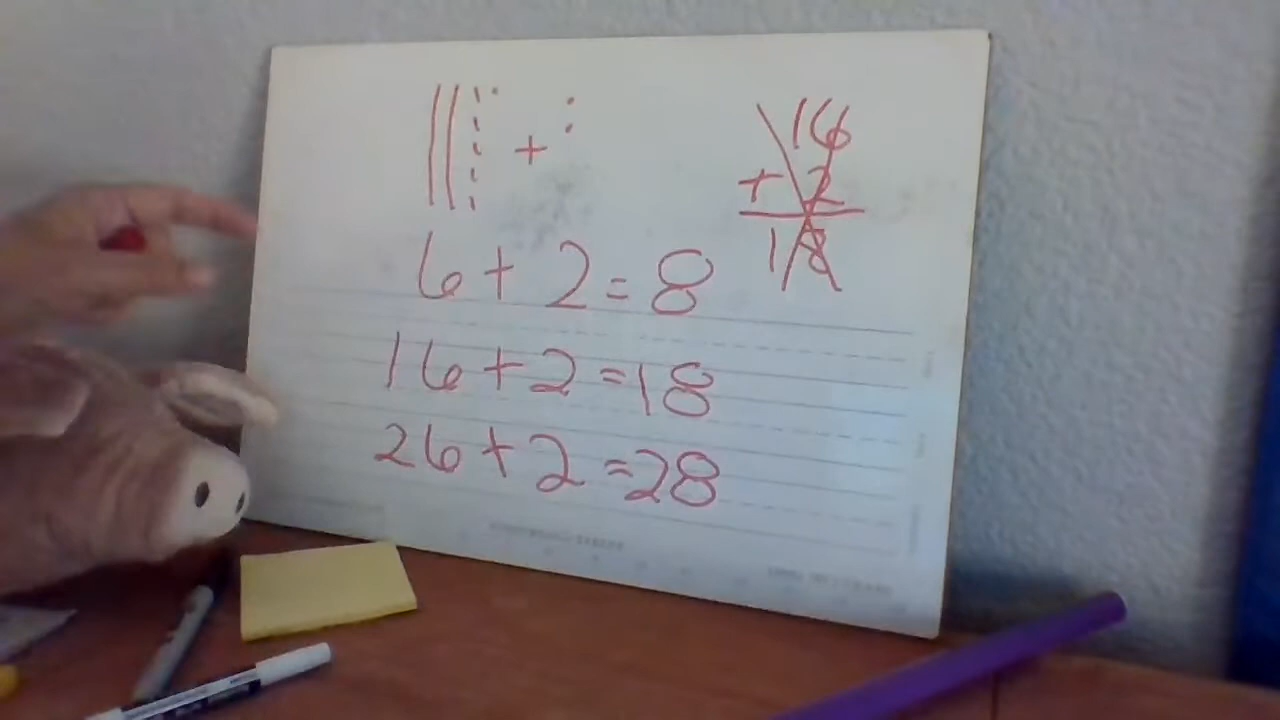 +
6 + 2 = 8
16 + 2 = 18
26 + 2 = 28
16
+ 2
18